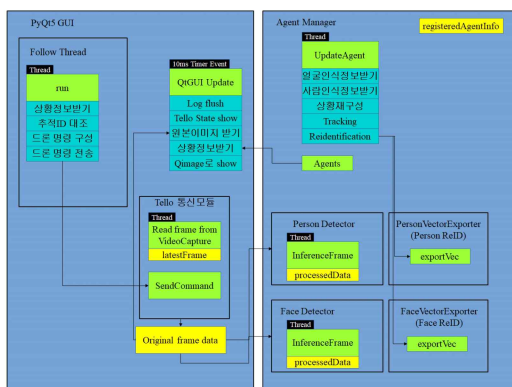 PyQt5 GUI
Follow Thread
Thread
run
상황정보받기
추적ID 대조
드론 명령 구성
드론 명령 전송
10ms Timer Event
QtGUI Update
Log flush
Tello State show
원본이미지 받기
상황정보받기
Qimage로 show
Tello 통신모듈
Thread
Read frame from
VideoCapture
latestFrame
SendCommand
Original frame data
Agent Manager
registeredAgentInfo
Thread
UpdateAgent
얼굴인식정보받기
사람인식정보받기
상황재구성
Tracking
Reidentification
Agents
Person Detector
Thread
InferenceFrame
processedData
PersonVectorExporter
(Person ReID)
exportVec
Face Detector
Thread
InferenceFrame
processedData
FaceVectorExporter
(Face ReID)
exportVec